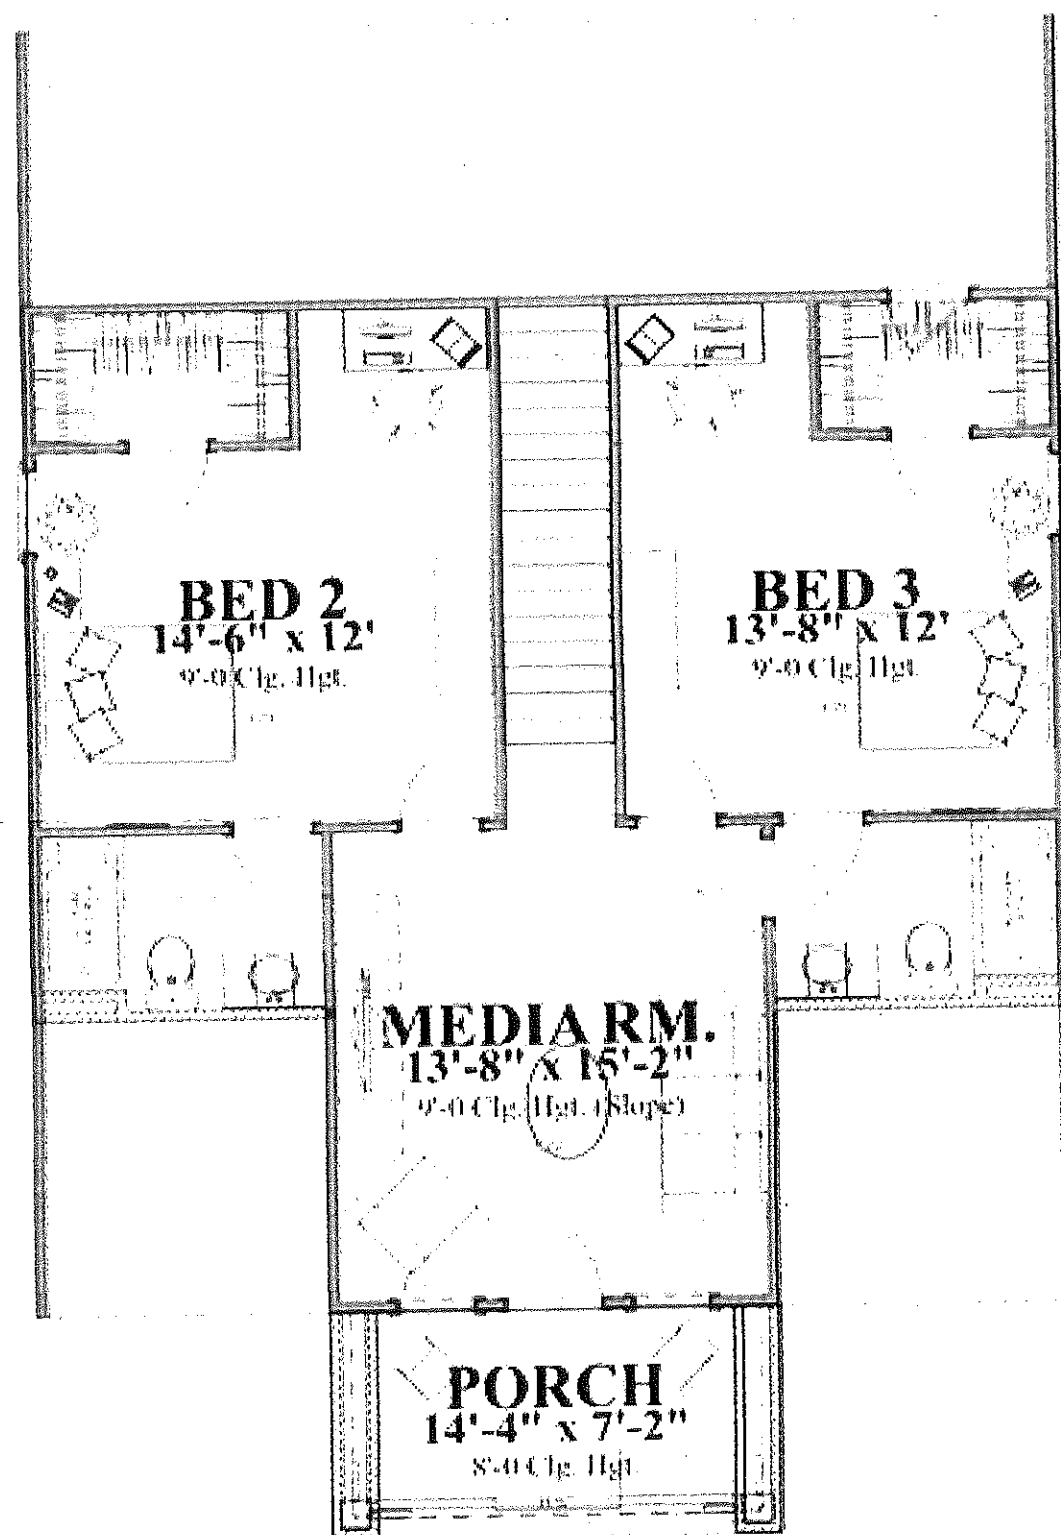 BED 2
14'-6" x 12'
9'-0 Clg. Hgt.
BED 3
13'-8" x 12'
9'-0 Clg. Hgt.
MEDIA RM.
13'-8" x 15'-2"
9'-0 Clg. Hgt. (Slope)
PORCH
14'-4" x 7'-2"
8'-0 Clg. Hgt.